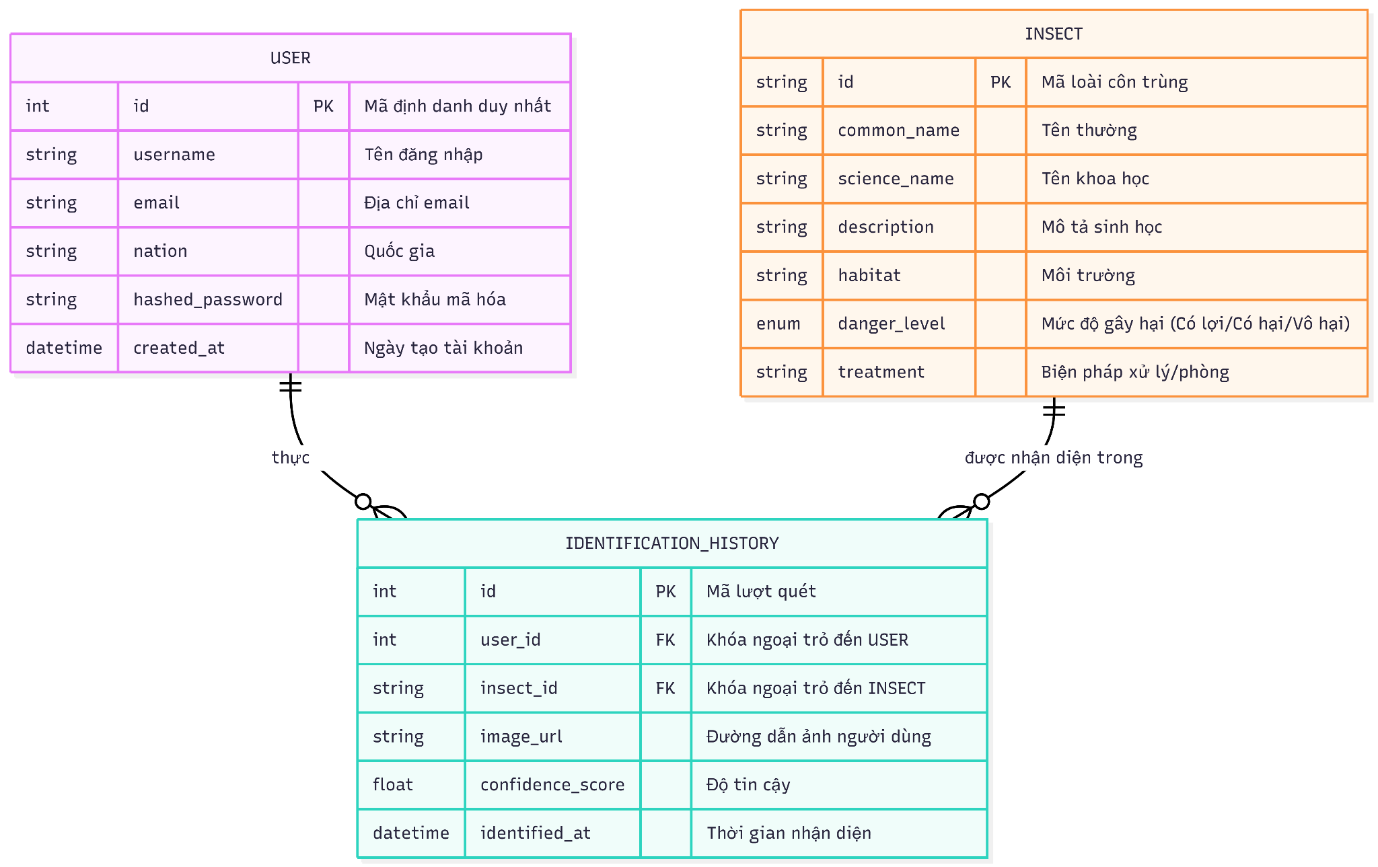 USER
int id PK Mã định danh duy nhất
string username Tên đăng nhập
string email Địa chỉ email
string nation Quốc gia
string hashed_password Mật khẩu mã hóa
datetime created_at Ngày tạo tài khoản
INSECT
string id PK Mã loài côn trùng
string common_name Tên thường
string science_name Tên khoa học
string description Mô tả sinh học
string habitat Môi trường
enum danger_level Mức độ gây hại (Có lợi/Có hại/Vô hại)
string treatment Biện pháp xử lý/phòng
thực
được nhận diện trong
IDENTIFICATION_HISTORY
int id PK Mã lượt quét
int user_id FK Khóa ngoại trỏ đến USER
string insect_id FK Khóa ngoại trỏ đến INSECT
string image_url Đường dẫn ảnh người dùng
float confidence_score Độ tin cậy
datetime identified_at Thời gian nhận diện